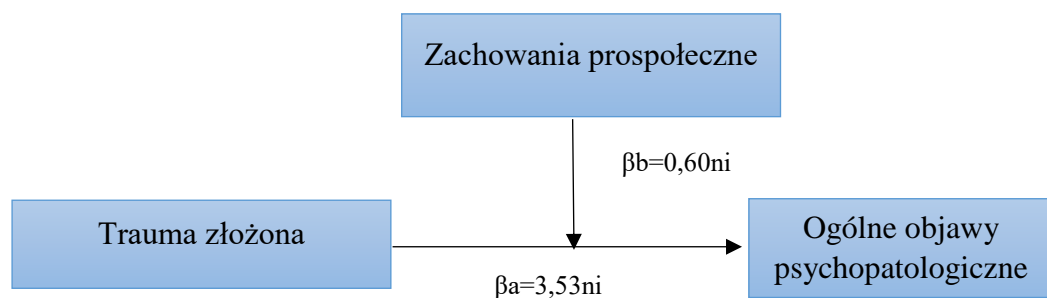 Zachowania prospołeczne
βb=0,60ni
Trauma złożona
Ogólne objawy
psychopatologiczne
βa=3,53ni